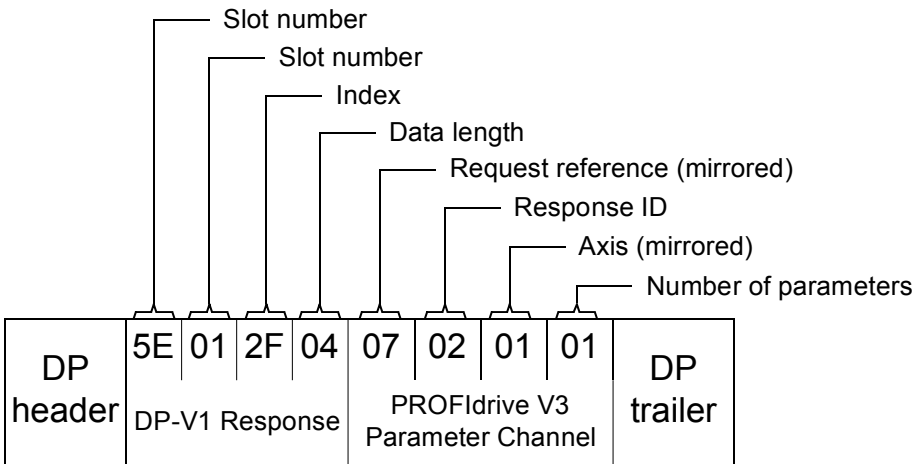 Slot number
Slot number
Index
Data length
Request reference (mirrored)
Response ID
Axis (mirrored)
Number of parameters
DP header
5E 01 2F 04 07 02 01 01
DP-V1 Response
PROFIdrive V3
Parameter Channel
DP trailer